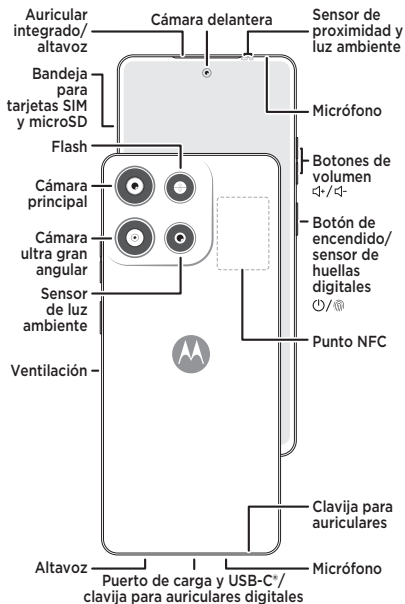 Auricular
integrado/
altavoz
Cámara delantera
Sensor de
proximidad y
luz ambiente
Bandeja
para
tarjetas SIM
y microSD
Micrófono
Flash
Botones de
volumen
+/-
Cámara
principal
Botón de
encendido/
sensor de
huellas
digitales
/
Cámara
ultra gran
angular
Sensor
de luz
ambiente
Punto NFC
Ventilación
Clavija para
auriculares
Altavoz
Puerto de carga y USB-C®/
clavija para auriculares digitales
Micrófono